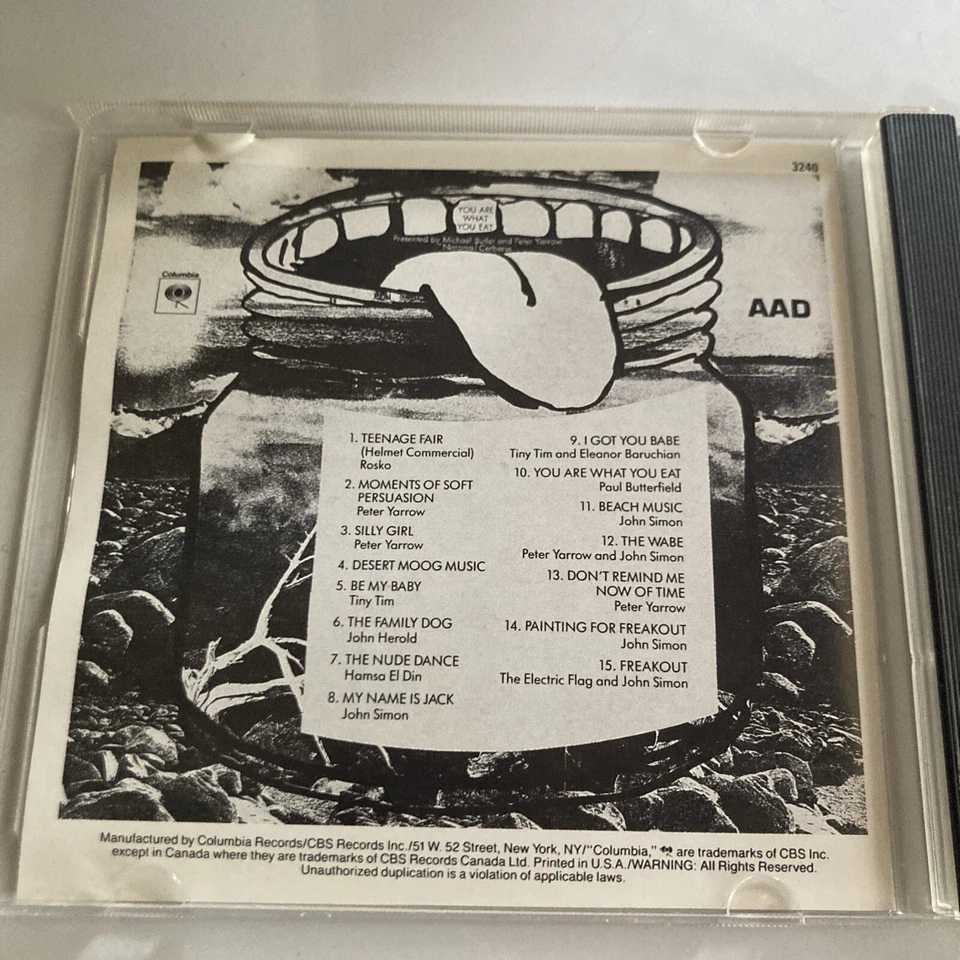 3240
YOU ARE
WHAT
YOU EAT
Presented by Michael Butler and Peter Yarrow
Columbia
AAD
1. TEENAGE FAIR
(Helmet Commercial)
Rosko
2. MOMENTS OF SOFT
PERSUASION
Peter Yarrow
3. SILLY GIRL
Peter Yarrow
4. DESERT MOOG MUSIC
5. BE MY BABY
Tiny Tim
6. THE FAMILY DOG
John Herold
7. THE NUDE DANCE
Hamsa El Din
8. MY NAME IS JACK
John Simon
9. I GOT YOU BABE
Tiny Tim and Eleanor Baruchian
10. YOU ARE WHAT YOU EAT
Paul Butterfield
11. BEACH MUSIC
John Simon
12. THE WABE
Peter Yarrow and John Simon
13. DON'T REMIND ME
NOW OF TIME
Peter Yarrow
14. PAINTING FOR FREAKOUT
John Simon
15. FREAKOUT
The Electric Flag and John Simon
Manufactured by Columbia Records/CBS Records Inc./51 W. 52 Street, New York, NY/"Columbia," are trademarks of CBS Inc.
except in Canada where they are trademarks of CBS Records Canada Ltd. Printed in U.S.A./WARNING: All Rights Reserved.
Unauthorized duplication is a violation of applicable laws.